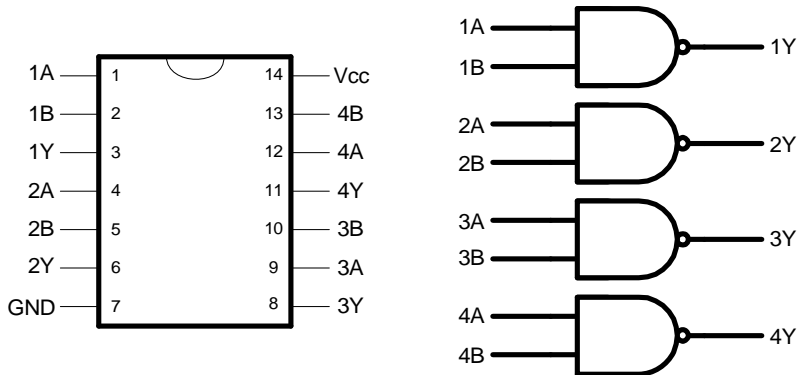 1A 1 14 Vcc
1B 2 13 4B
1Y 3 12 4A
2A 4 11 4Y
2B 5 10 3B
2Y 6 9 3A
GND 7 8 3Y
1A
1B
1Y
2A
2B
2Y
3A
3B
3Y
4A
4B
4Y